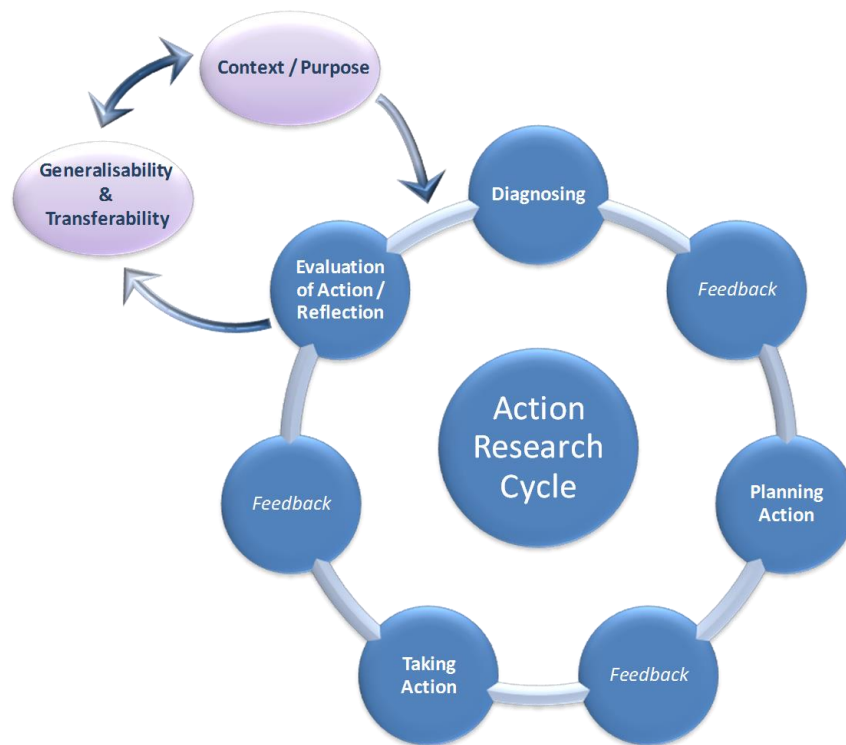 Context / Purpose
Generalisability
&
Transferability
Diagnosing
Evaluation
of Action /
Reflection
Feedback
Action
Research
Cycle
Feedback
Planning
Action
Taking
Action
Feedback